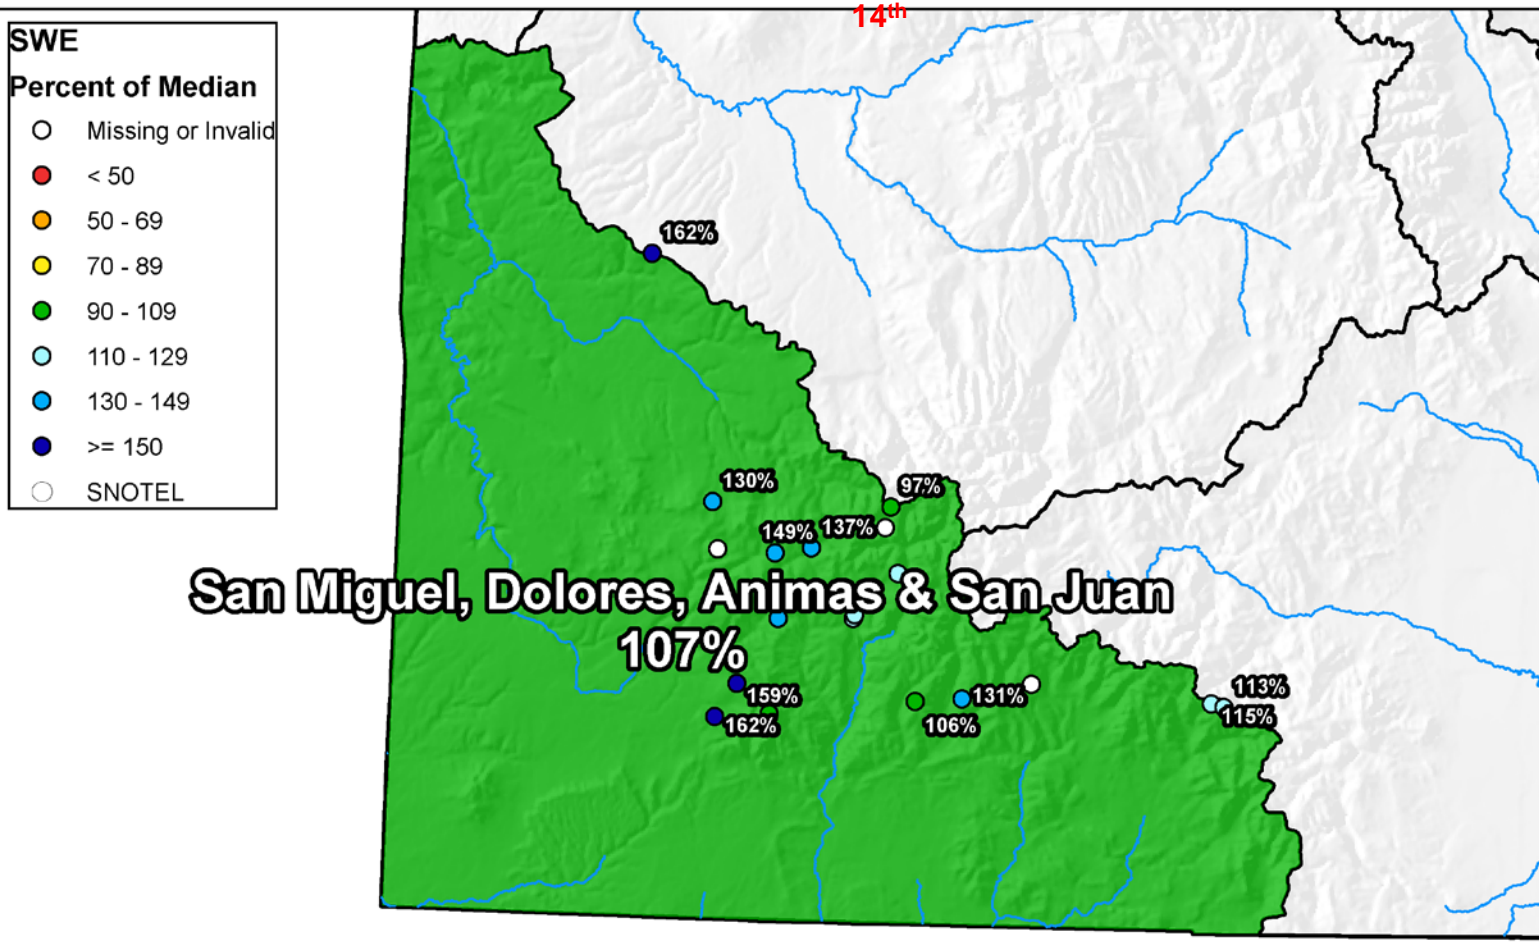 14th
SWE
Percent of Median
Missing or Invalid
< 50
50 - 69
70 - 89
90 - 109
110 - 129
130 - 149
>= 150
SNOTEL
162%
130%
97%
149%
137%
San Miguel, Dolores, Animas & San Juan
107%
159%
162%
106%
131%
113%
115%